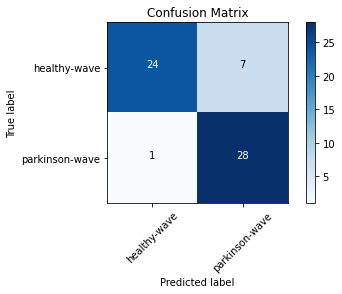 Confusion Matrix
True label
healthy-wave
24
7
parkinson-wave
1
28
healthy-wave
parkinson-wave
Predicted label
25
20
15
10
5